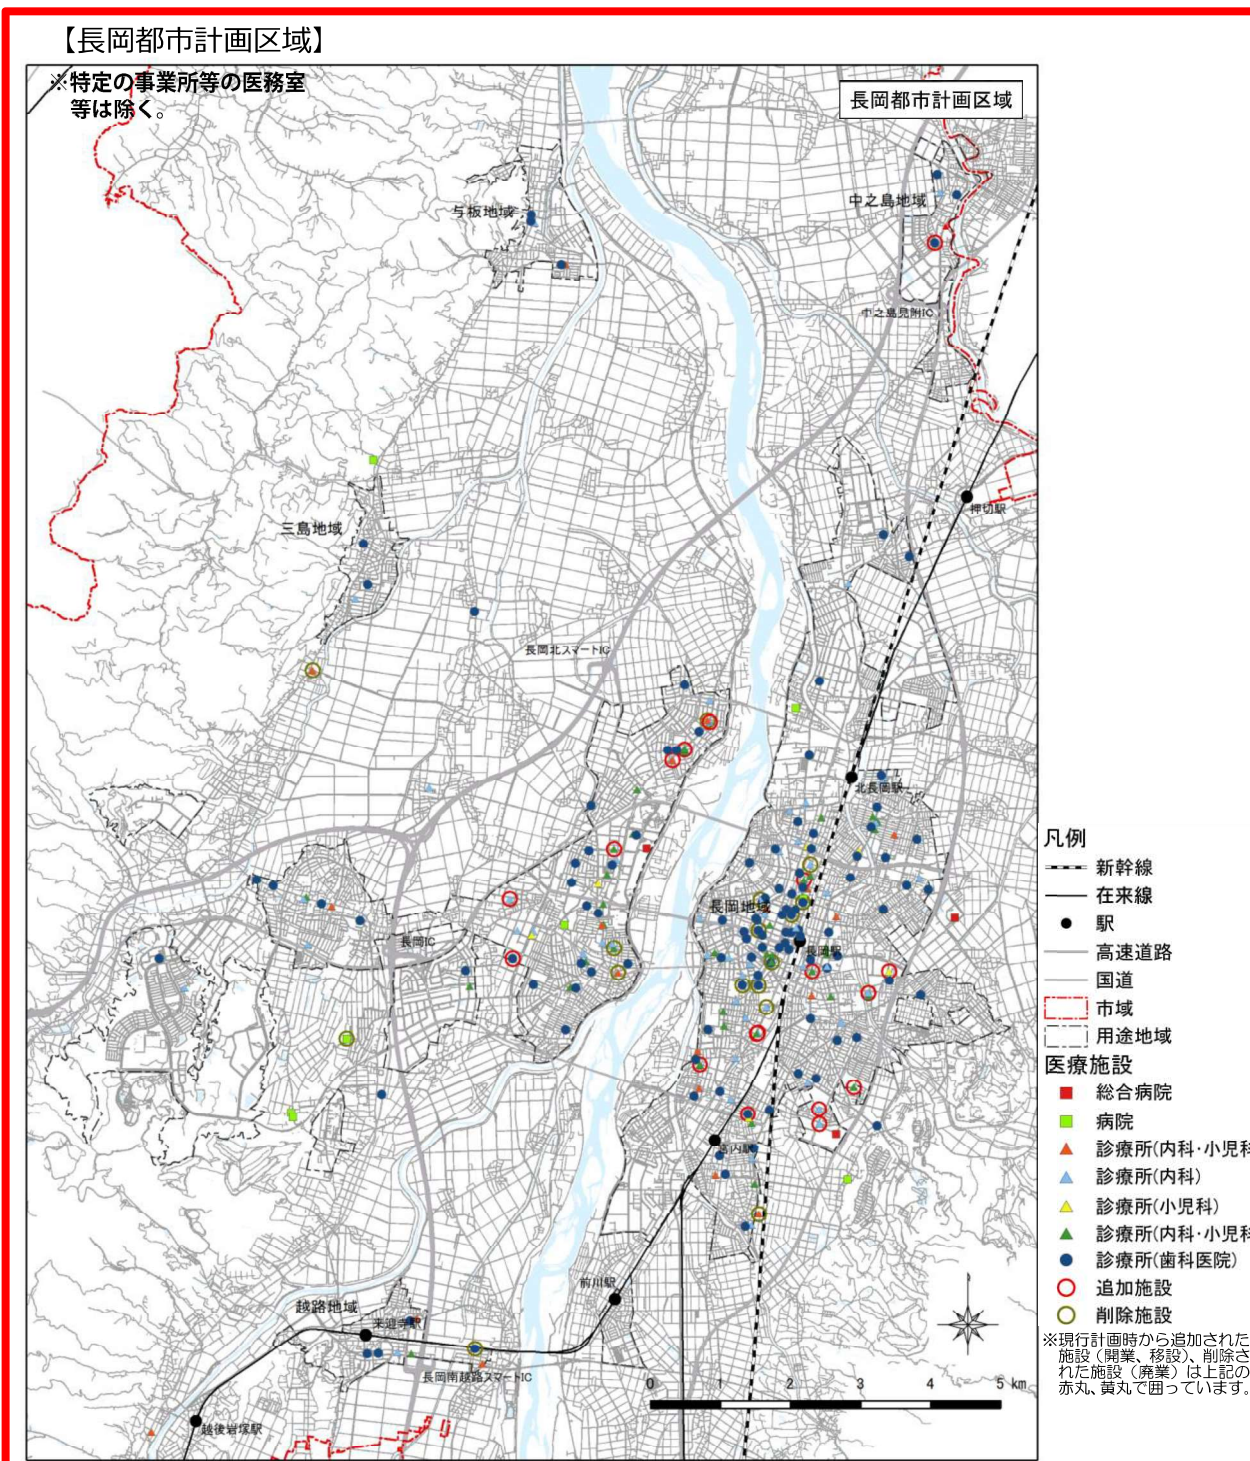 【長岡都市計画区域】
※特定の事業所等の医務室
等は除く。
長岡都市計画区域
与板地域
中之島地域
中之島見附IC
押切駅
三島地域
長岡北スマートIC
北長岡駅
長岡地域
長岡駅
長岡IC
宮内駅
前川駅
越路地域
来迎寺駅
長岡南越路スマートIC
越後岩塚駅
0 1 2 3 4 5 km
凡例
新幹線
在来線
駅
高速道路
国道
市域
用途地域
医療施設
総合病院
病院
診療所(内科・小児科
診療所(内科)
診療所(小児科)
診療所(内科・小児科
診療所(歯科医院)
追加施設
削除施設
※現行計画時から追加された
施設（開業、移設）、削除さ
れた施設（廃業）は上記の
赤丸、黄丸で囲っています。